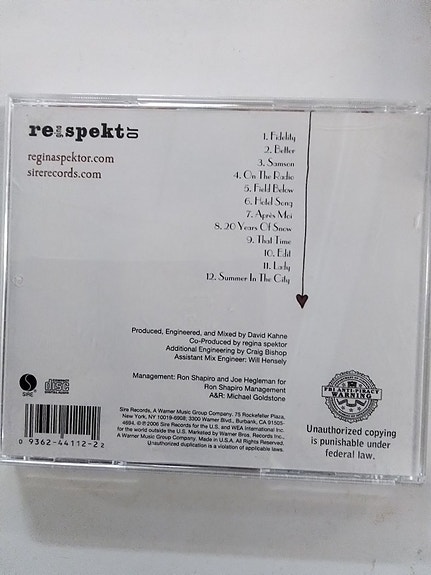 regina spektor
reginaspektor.com
sirerecords.com
1. Fidelity
2. Better
3. Samson
4. On The Radio
5. Field Below
6. Hotel Song
7. Après Moi
8. 20 Years Of Snow
9. That Time
10. Edit
11. Lady
12. Summer In The City
Produced, Engineered, and Mixed by David Kahne
Co-Produced by regina spektor
Additional Engineering by Craig Bishop
Assistant Mix Engineer: Will Hensely
Management: Ron Shapiro and Joe Hegleman for
Ron Shapiro Management
A&R: Michael Goldstone
SIRE
COMPACT
disc
DIGITAL AUDIO
Sire Records, A Warner Music Group Company, 75 Rockefeller Plaza,
New York, NY 10019-6908; 3300 Warner Blvd., Burbank, CA 91505-
4694. ℗ © 2006 Sire Records for the U.S. and WEA International Inc.
for the world outside the U.S. Marketed by Warner Bros. Records Inc.,
A Warner Music Group Company. Made in U.S.A. All Rights Reserved.
Unauthorized duplication is a violation of applicable laws.
0 9362-44112-2 2
FBI ANTI-PIRACY
WARNING
Unauthorized copying
is punishable under
federal law.